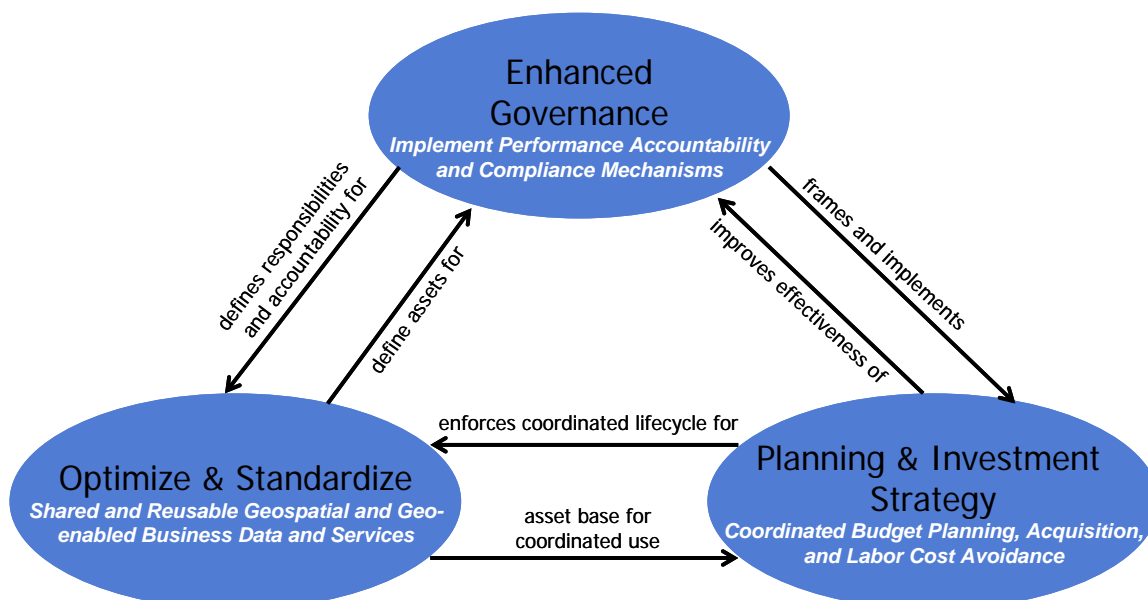 Enhanced
Governance
Implement Performance Accountability
and Compliance Mechanisms
defines responsibilities
and accountability for
define assets for
improves effectiveness of
frames and implements
enforces coordinated lifecycle for
Optimize & Standardize
Shared and Reusable Geospatial and Geo-
enabled Business Data and Services
asset base for
coordinated use
Planning & Investment
Strategy
Coordinated Budget Planning, Acquisition,
and Labor Cost Avoidance